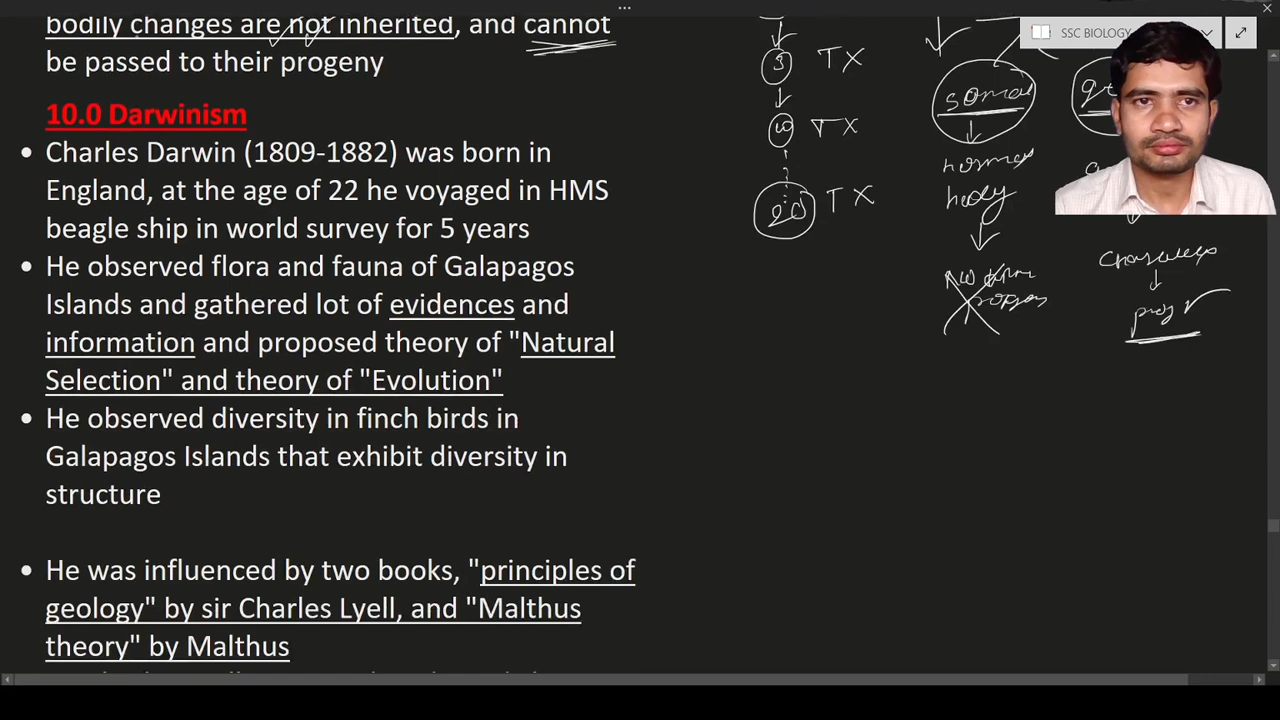 bodily changes are not inherited, and cannot
be passed to their progeny
10.0 Darwinism
• Charles Darwin (1809-1882) was born in
England, at the age of 22 he voyaged in HMS
beagle ship in world survey for 5 years
• He observed flora and fauna of Galapagos
Islands and gathered lot of evidences and
information and proposed theory of "Natural
Selection" and theory of "Evolution"
• He observed diversity in finch birds in
Galapagos Islands that exhibit diversity in
structure
• He was influenced by two books, "principles of
geology" by sir Charles Lyell, and "Malthus
theory" by Malthus
SSC BIOLOGY
TX
10 TX
20 TX
body